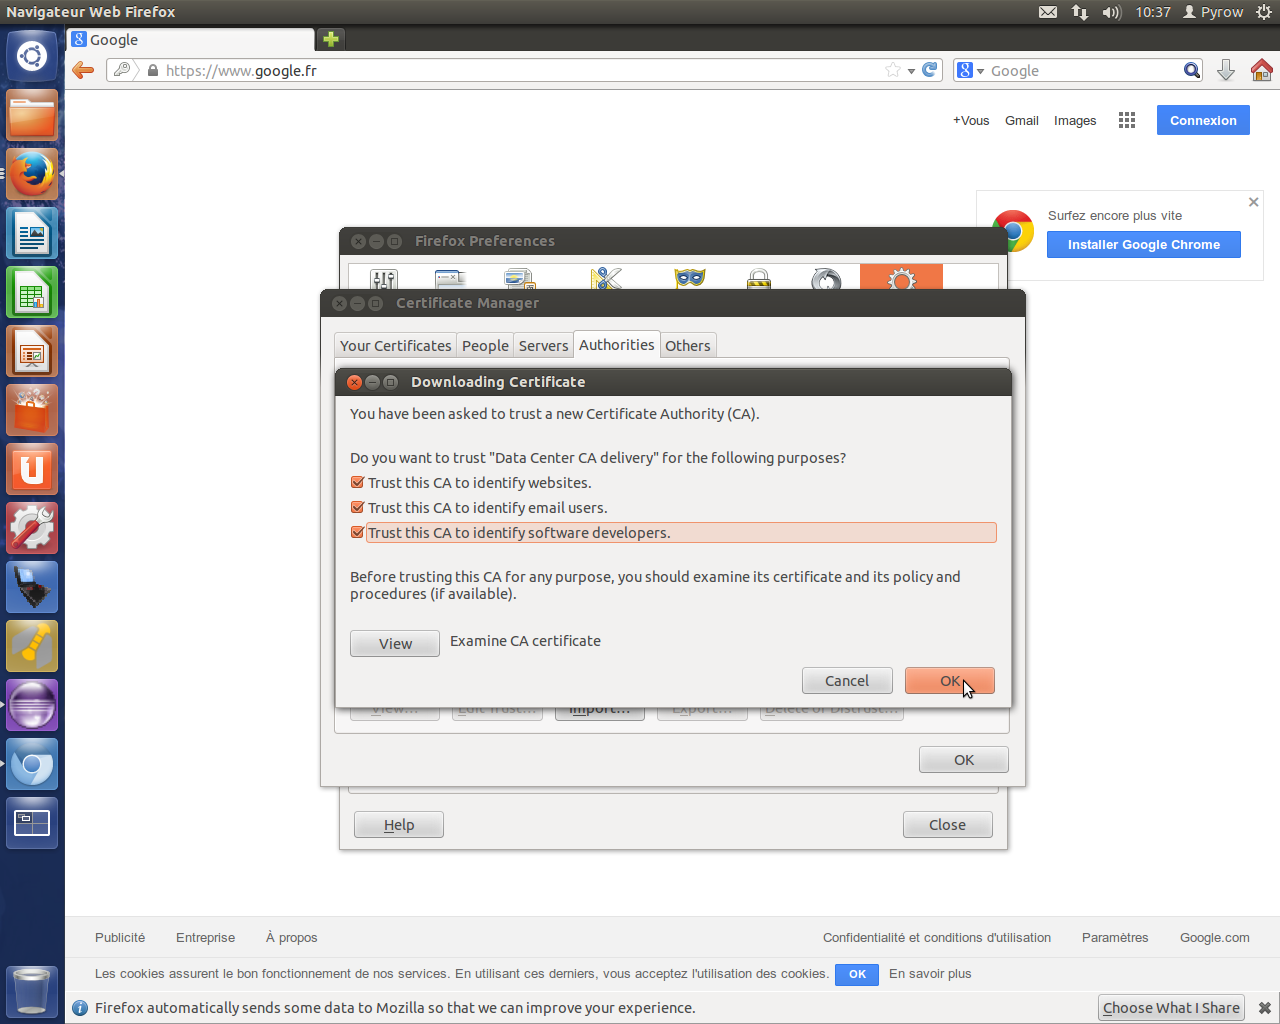 Navigateur Web Firefox
10:37
Pyrow
Google
https://www.google.fr
Google
+Vous
Gmail
Images
Connexion
Surfez encore plus vite
Installer Google Chrome
Firefox Preferences
Certificate Manager
Your Certificates
People
Servers
Authorities
Others
Downloading Certificate
You have been asked to trust a new Certificate Authority (CA).
Do you want to trust "Data Center CA delivery" for the following purposes?
Trust this CA to identify websites.
Trust this CA to identify email users.
Trust this CA to identify software developers.
Before trusting this CA for any purpose, you should examine its certificate and its policy and
procedures (if available).
View
Examine CA certificate
Cancel
OK
View...
Edit Trust...
Import...
Export...
Delete or Distrust...
OK
Help
Close
Publicité
Entreprise
À propos
Confidentialité et conditions d'utilisation
Paramètres
Google.com
Les cookies assurent le bon fonctionnement de nos services. En utilisant ces derniers, vous acceptez l'utilisation des cookies.
OK
En savoir plus
Firefox automatically sends some data to Mozilla so that we can improve your experience.
Choose What I Share